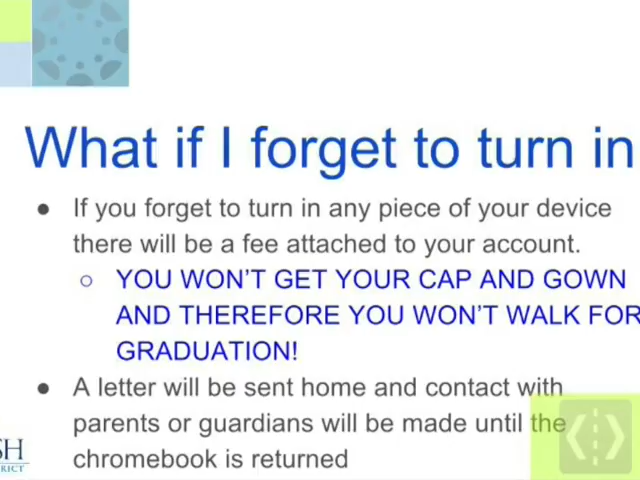 What if I forget to turn in
● If you forget to turn in any piece of your device
there will be a fee attached to your account.
○ YOU WON'T GET YOUR CAP AND GOWN
AND THEREFORE YOU WON'T WALK FOR
GRADUATION!
● A letter will be sent home and contact with
parents or guardians will be made until the
chromebook is returned
SH
RICT